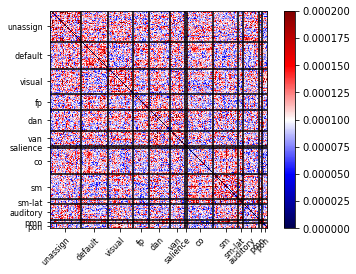 unassign
default
visual
fp
dan
van
salience
co
sm
sm-lat
auditory
pmn
pon
unassign
default
visual
fp
dan
van
salience
co
sm
sm-lat
auditory
0.000200
0.000175
0.000150
0.000125
0.000100
0.000075
0.000050
0.000025
0.000000